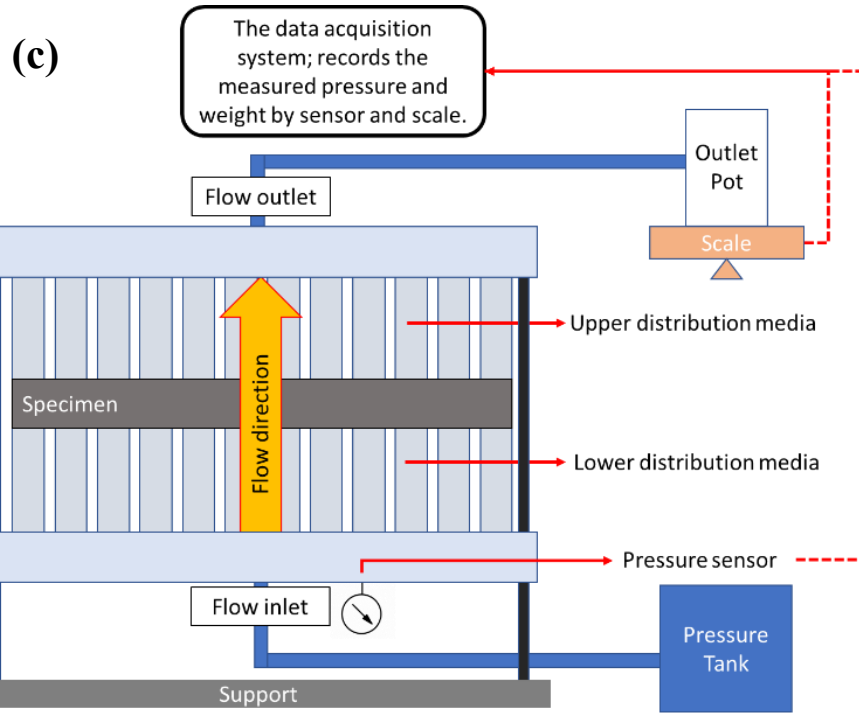 (c)
The data acquisition
system; records the
measured pressure and
weight by sensor and scale.
Outlet
Pot
Flow outlet
Scale
Upper distribution media
Specimen
Flow direction
Lower distribution media
Pressure sensor
Flow inlet
Pressure
Tank
Support